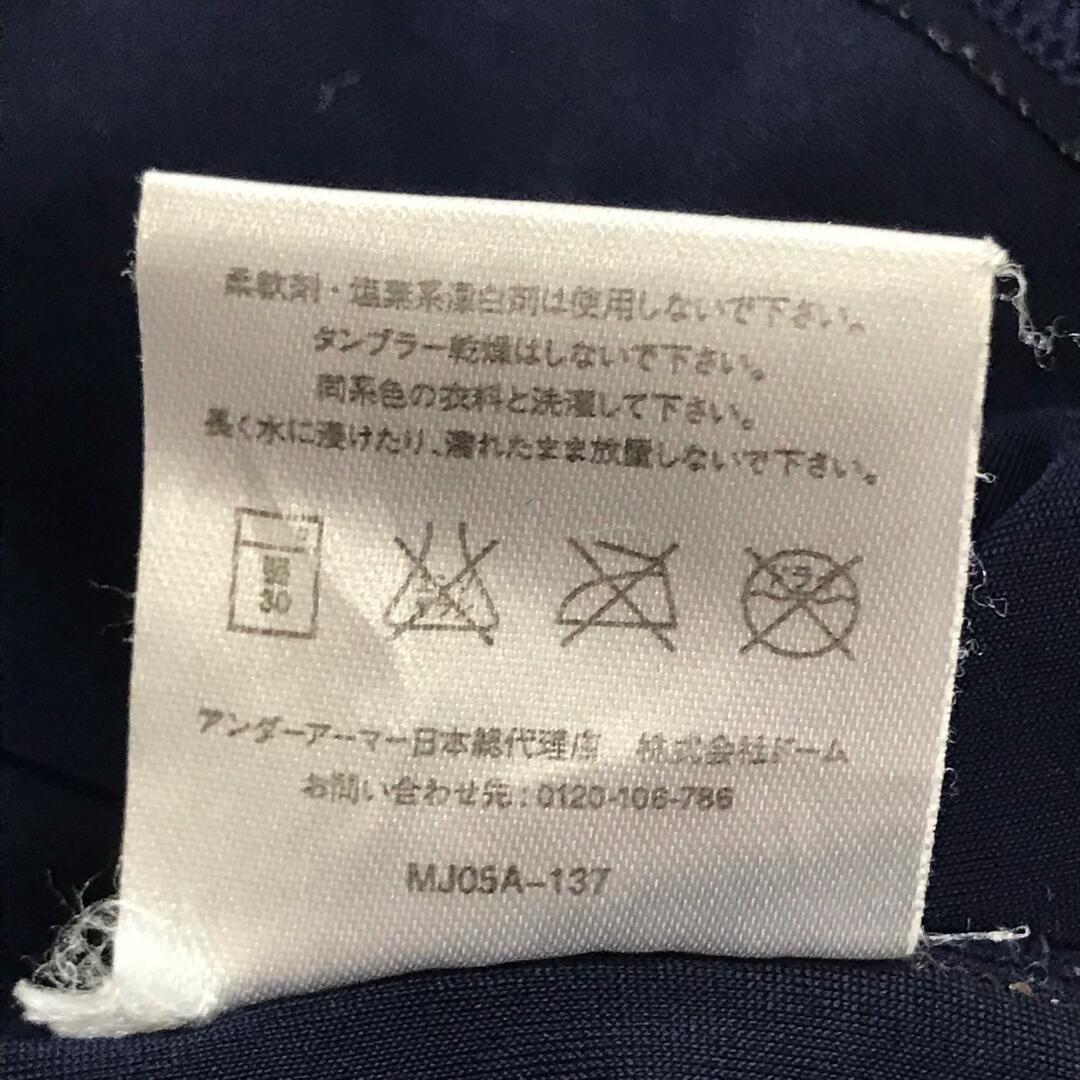 柔軟剤・塩素系漂白剤は使用しないで下さい。
タンブラー乾燥はしないで下さい。
同系色の衣料と洗濯して下さい。
長く水に浸けたり、濡れたまま放置しないで下さい。
30
ドライ
アンダーアーマー日本総代理店 株式会社ドーム
お問い合わせ先:0120-106-786
MJ05A-137